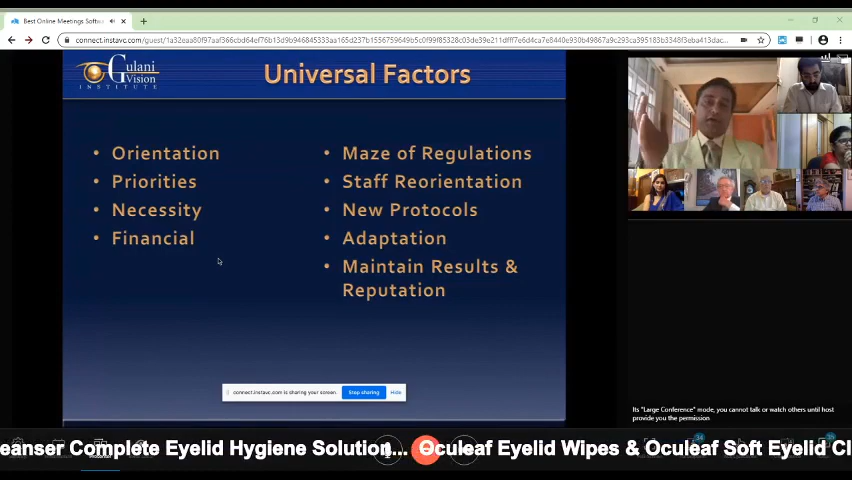 Best Online Meetings Softwa
connect.instavc.com
Gulani
Vision
INSTITUTE
Universal Factors
• Orientation
• Priorities
• Necessity
• Financial
• Maze of Regulations
• Staff Reorientation
• New Protocols
• Adaptation
• Maintain Results &
Reputation
connect.instavc.com is sharing your screen.
Stop sharing
Hide
Its "Large Conference" mode, you cannot talk or watch others until host
provide you the permission
eanser Complete Eyelid Hygiene Solution... Oculeaf Eyelid Wipes & Oculeaf Soft Eyelid Cl